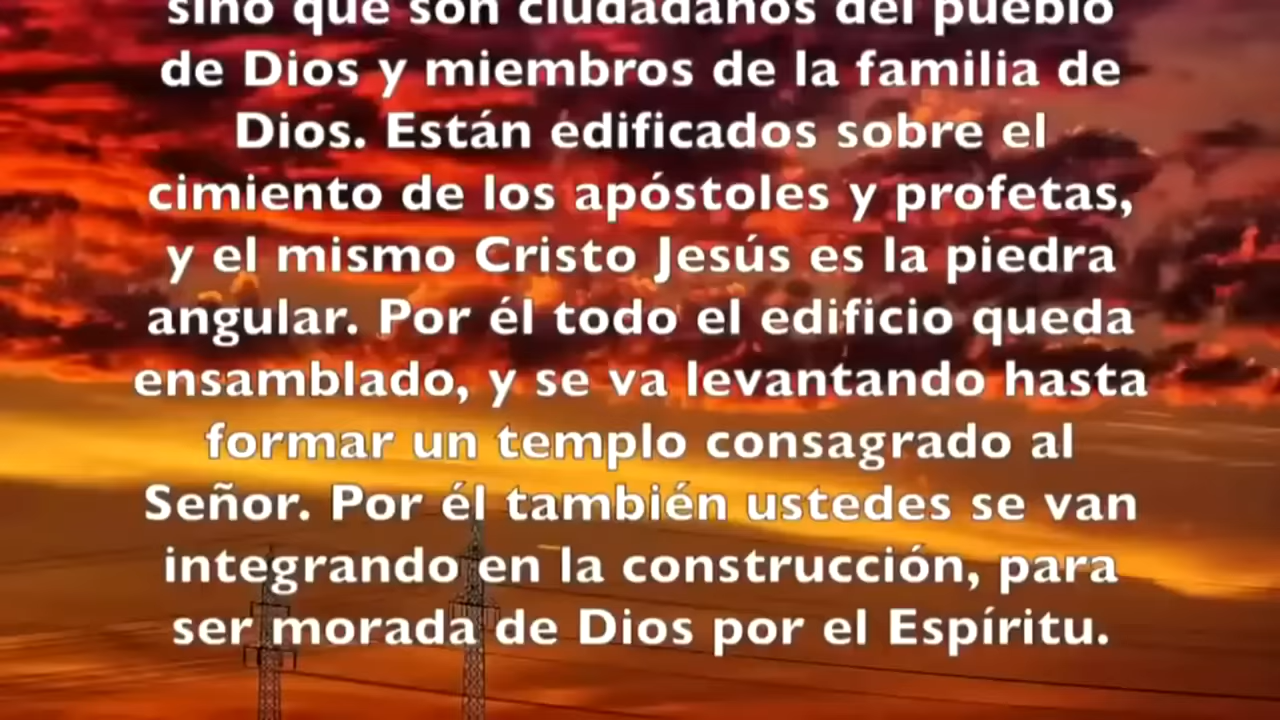 sino que son ciudadanos del pueblo
de Dios y miembros de la familia de
Dios. Están edificados sobre el
cimiento de los apóstoles y profetas,
y el mismo Cristo Jesús es la piedra
angular. Por él todo el edificio queda
ensamblado, y se va levantando hasta
formar un templo consagrado al
Señor. Por él también ustedes se van
integrando en la construcción, para
ser morada de Dios por el Espíritu.